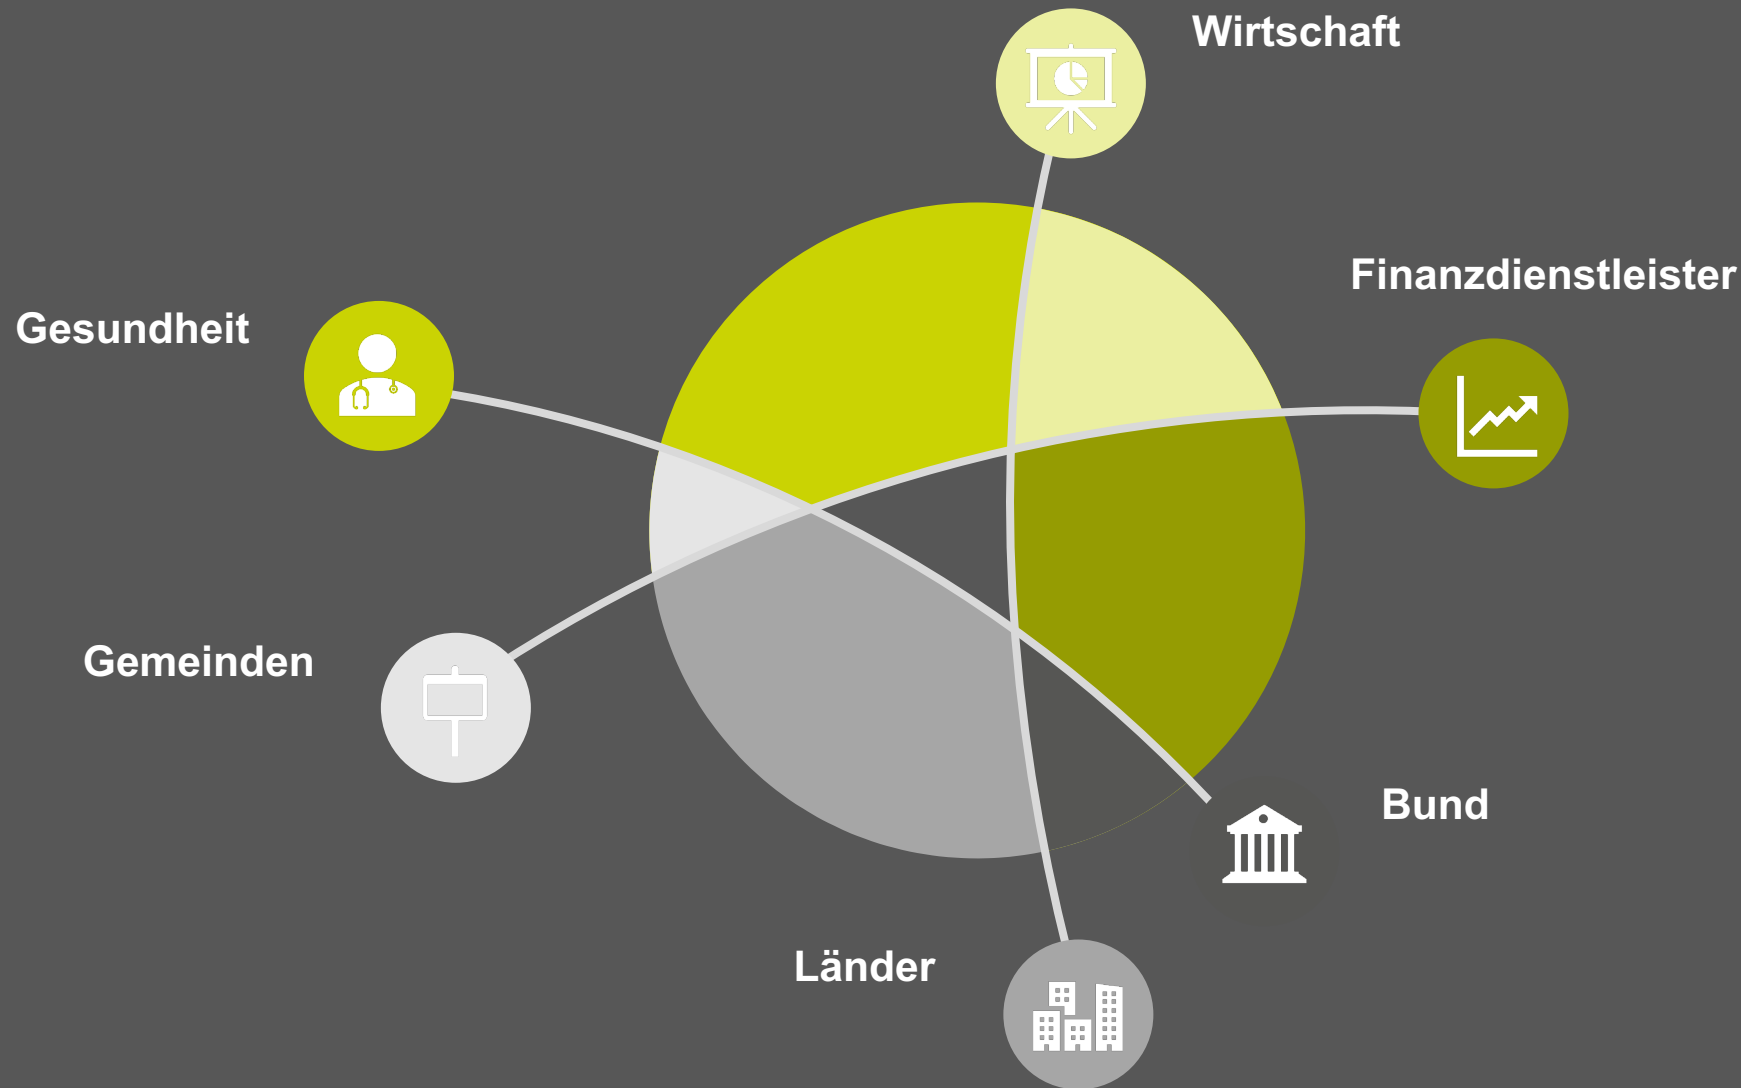 Wirtschaft
Finanzdienstleister
Gesundheit
Gemeinden
Bund
Länder